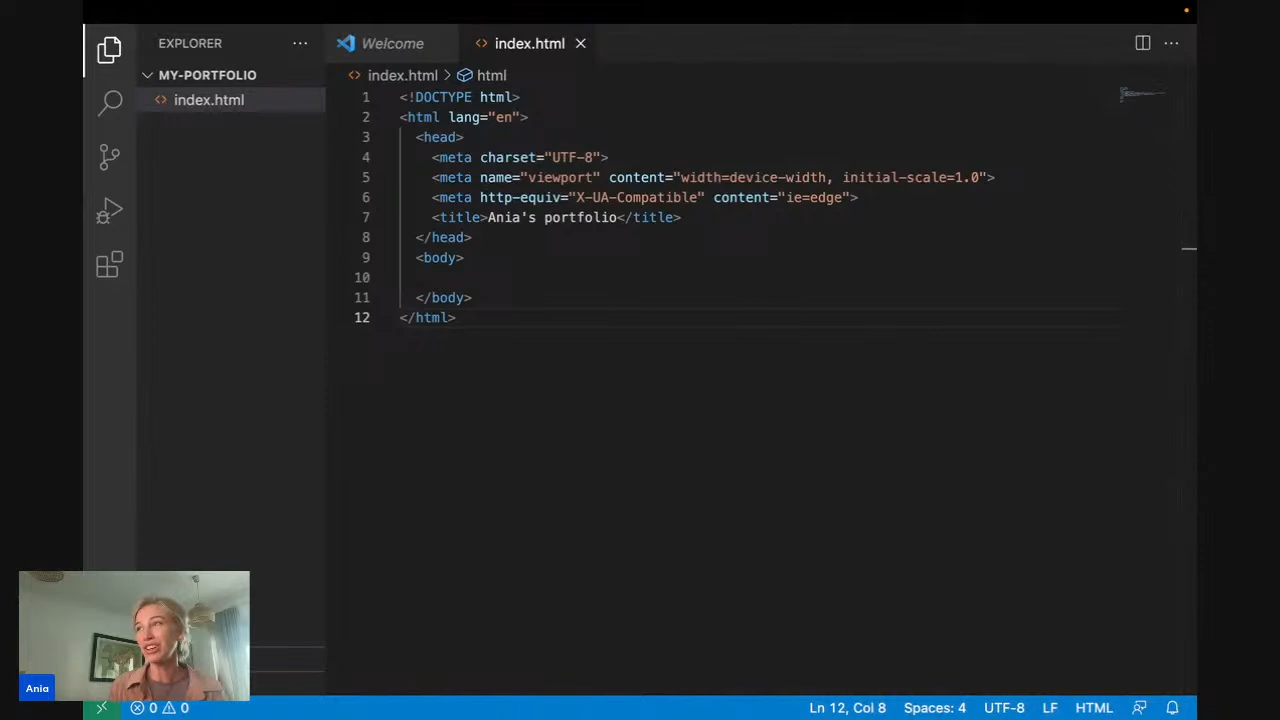 EXPLORER
MY-PORTFOLIO
index.html
Welcome
index.html
index.html > html
1 <!DOCTYPE html>
2 <html lang="en">
3 <head>
4 <meta charset="UTF-8">
5 <meta name="viewport" content="width=device-width, initial-scale=1.0">
6 <meta http-equiv="X-UA-Compatible" content="ie=edge">
7 <title>Ania's portfolio</title>
8 </head>
9 <body>
10
11 </body>
12 </html>
Ania
0 0 Ln 12, Col 8 Spaces: 4 UTF-8 LF HTML